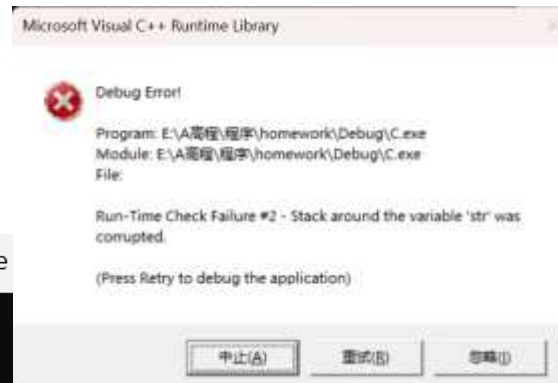 Microsoft Visual C++ Runtime Library
Debug Error!
Program: E:\A高程\程序\homework\Debug\C.exe
Module: E:\A高程\程序\homework\Debug\C.exe
File:
Run-Time Check Failure #2 - Stack around the variable 'str' was
corrupted.
(Press Retry to debug the application)
e
中止(A) 重试(R) 忽略(I)